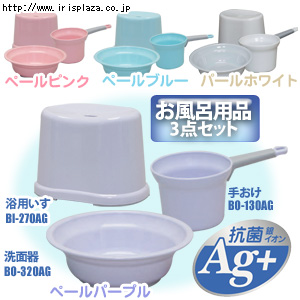 http://www.irisplaza.co.jp/
ペールピンク ペールブルー パールホワイト
お風呂用品
3点セット
浴用いす
BI-270AG
手おけ
BO-130AG
洗面器
BO-320AG
抗菌 銀イオン
Ag+
ペールパープル